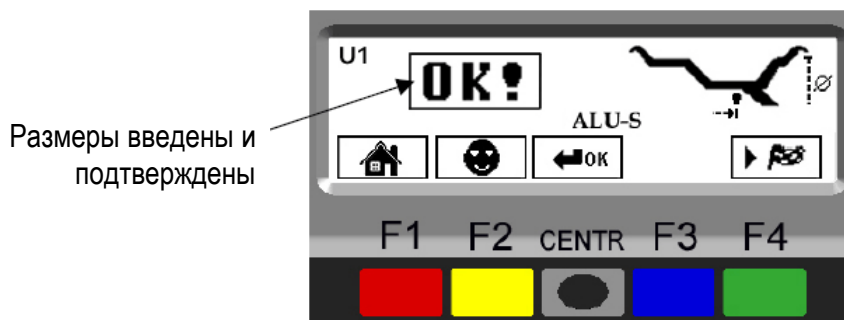 U1
OK!
Размеры введены и
подтверждены
ALU-S
OK
F1 F2 CENTR F3 F4